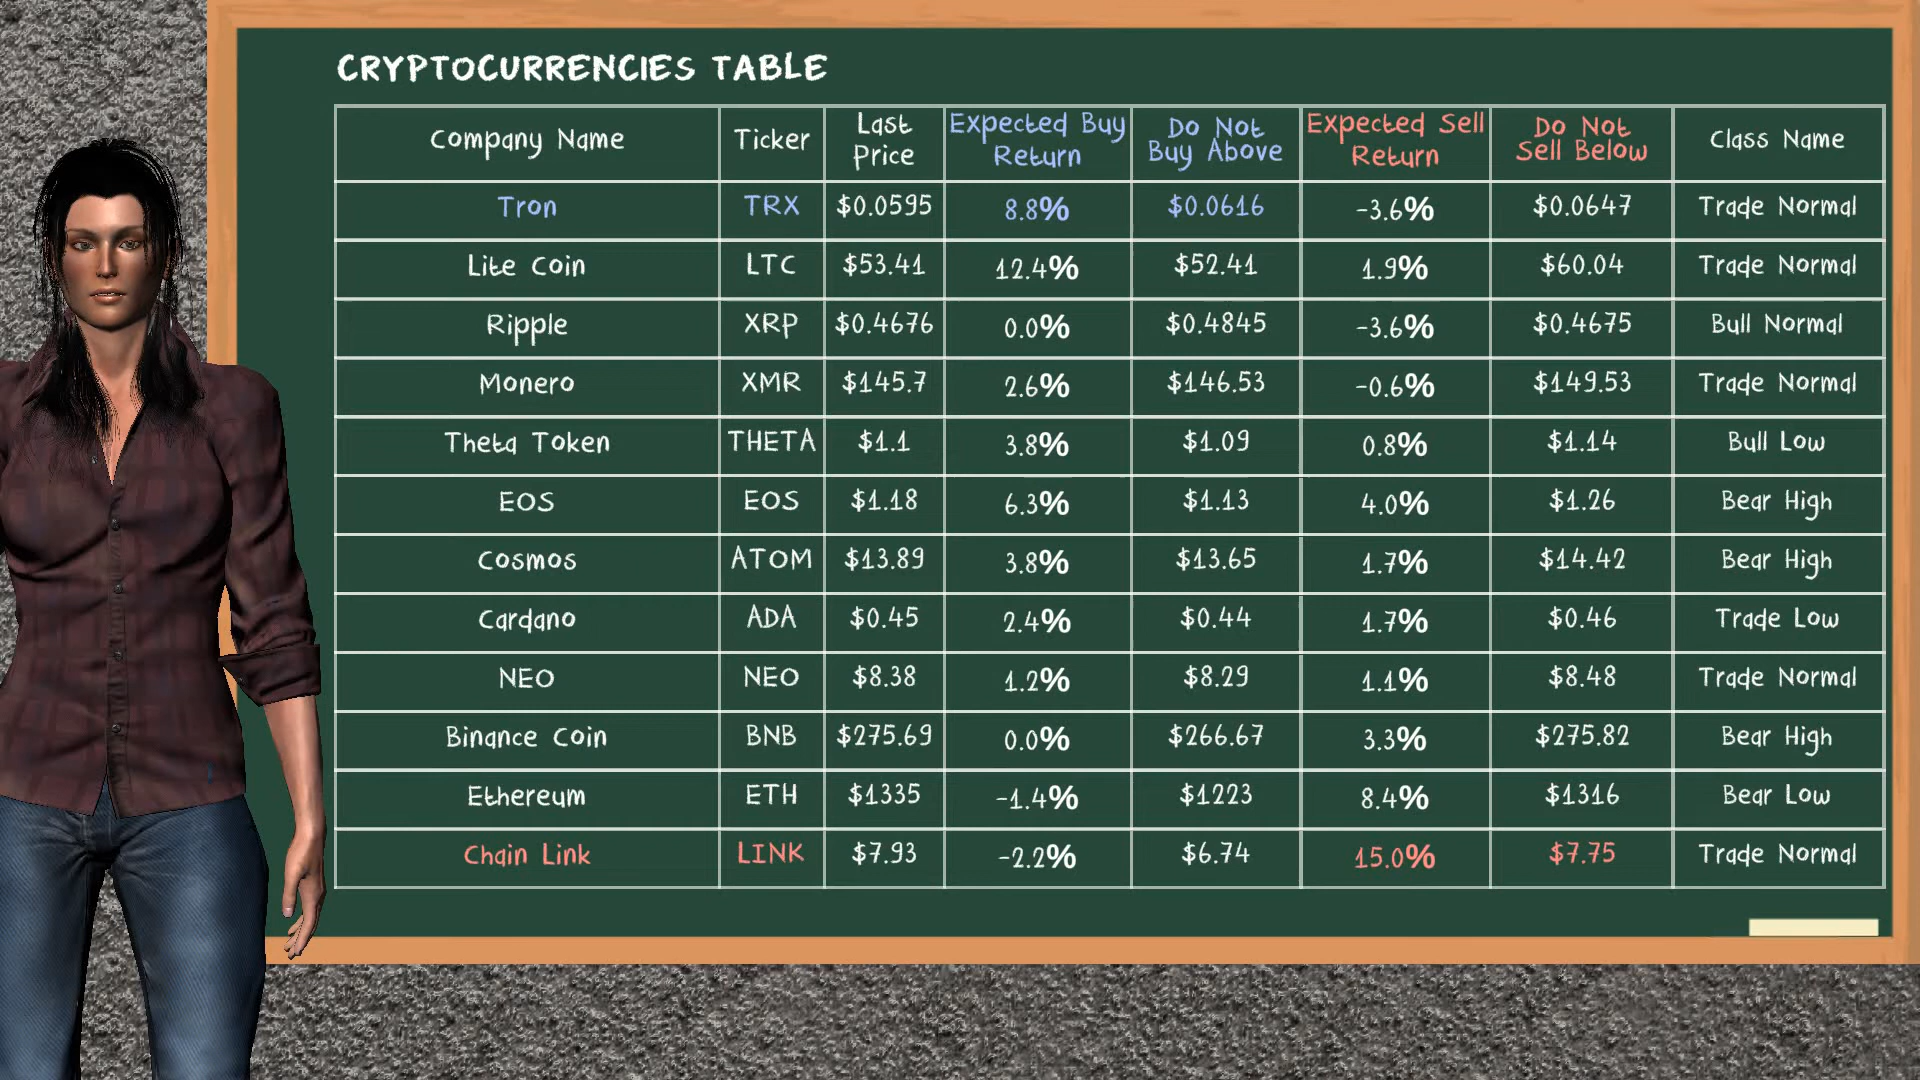 CRYPTOCURRENCIES TABLE
Company Name Ticker Last Price Expected Buy Return Do Not Buy Above Expected Sell Return Do Not Sell Below Class Name
Tron TRX $0.0595 8.8% $0.0616 -3.6% $0.0647 Trade Normal
Lite Coin LTC $53.41 12.4% $52.41 1.9% $60.04 Trade Normal
Ripple XRP $0.4676 0.0% $0.4845 -3.6% $0.4675 Bull Normal
Monero XMR $145.7 2.6% $146.53 -0.6% $149.53 Trade Normal
Theta Token THETA $1.1 3.8% $1.09 0.8% $1.14 Bull Low
EOS EOS $1.18 6.3% $1.13 4.0% $1.26 Bear High
Cosmos ATOM $13.89 3.8% $13.65 1.7% $14.42 Bear High
Cardano ADA $0.45 2.4% $0.44 1.7% $0.46 Trade Low
NEO NEO $8.38 1.2% $8.29 1.1% $8.48 Trade Normal
Binance Coin BNB $275.69 0.0% $266.67 3.3% $275.82 Bear High
Ethereum ETH $1335 -1.4% $1223 8.4% $1316 Bear Low
Chain Link LINK $7.93 -2.2% $6.74 15.0% $7.75 Trade Normal